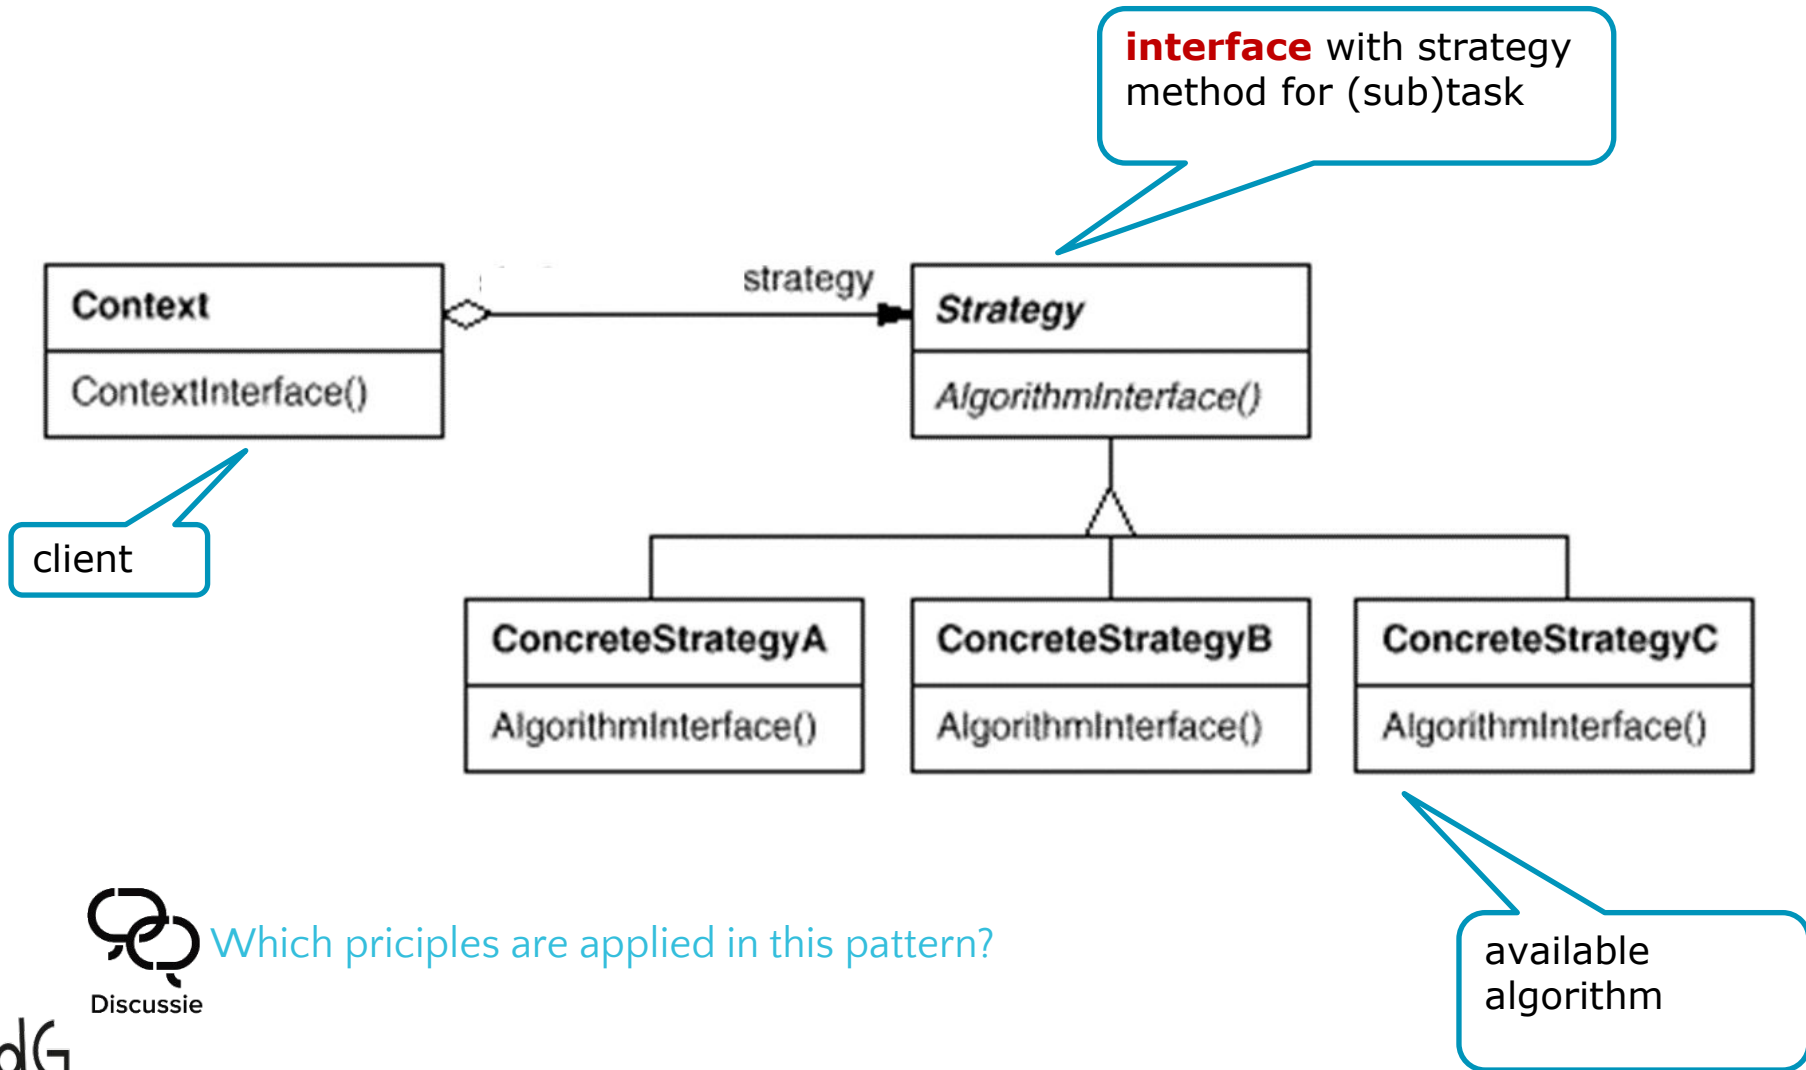 interface with strategy
method for (sub)task
strategy
Context
ContextInterface()
Strategy
AlgorithmInterface()
client
ConcreteStrategyA
AlgorithmInterface()
ConcreteStrategyB
AlgorithmInterface()
ConcreteStrategyC
AlgorithmInterface()
available
algorithm
Which priciples are applied in this pattern?
Discussie
dG